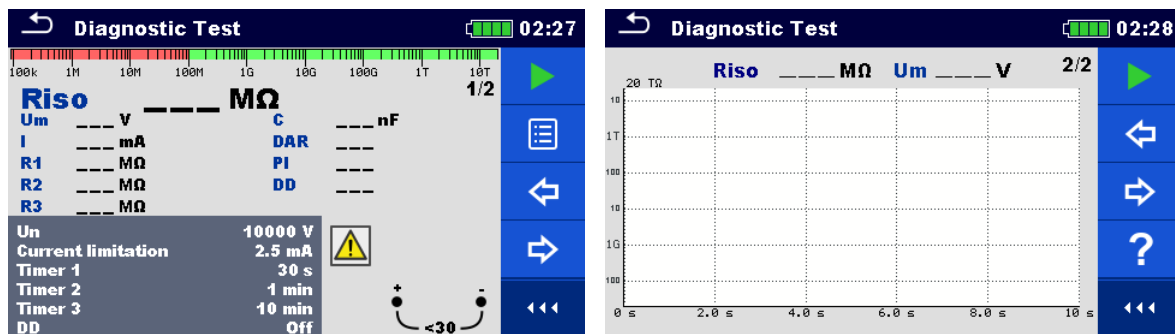 Diagnostic Test 02:27
100k 1M 10M 100M 1G 10G 100G 1T 10T
1/2
Riso ___ MΩ
Um ___ V C ___ nF
I ___ mA DAR ___
R1 ___ MΩ PI ___
R2 ___ MΩ DD ___
R3 ___ MΩ
Un 10000 V
Current limitation 2.5 mA
Timer 1 30 s
Timer 2 1 min
Timer 3 10 min
DD Off
+ -
<30
Diagnostic Test 02:28
Riso ___ MΩ Um ___ V 2/2
20 TΩ
10
1T
100
10
1G
100
0 s 2.0 s 4.0 s 6.0 s 8.0 s 10 s
?